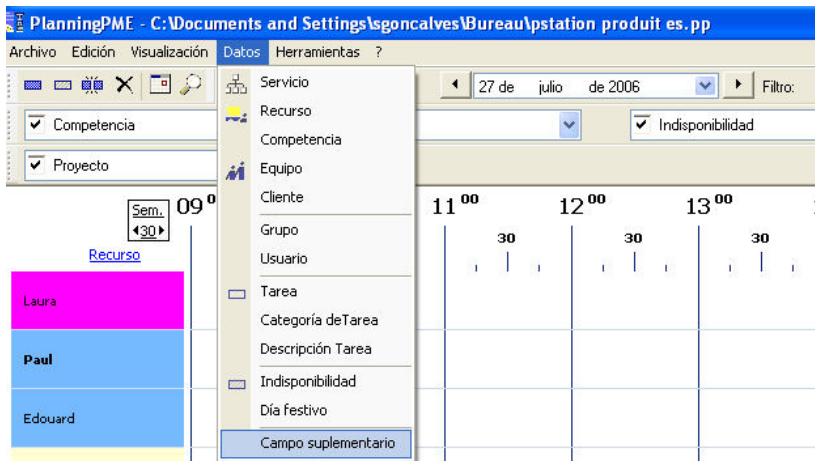 PlanningPME - C:\Documents and Settings\sgoncalves\Bureau\pstation produit es.pp
Archivo Edición Visualización Datos Herramientas ?
27 de julio de 2006 Filtro:
Competencia
Indisponibilidad
Proyecto
Servicio
Recurso
Competencia
Equipo
Cliente
Grupo
Usuario
Tarea
Categoría deTarea
Descripción Tarea
Indisponibilidad
Día festivo
Campo suplementario
Sem. 09 11 00 12 00 13 00
30 30 30 30
Recurso
Laura
Paul
Edouard